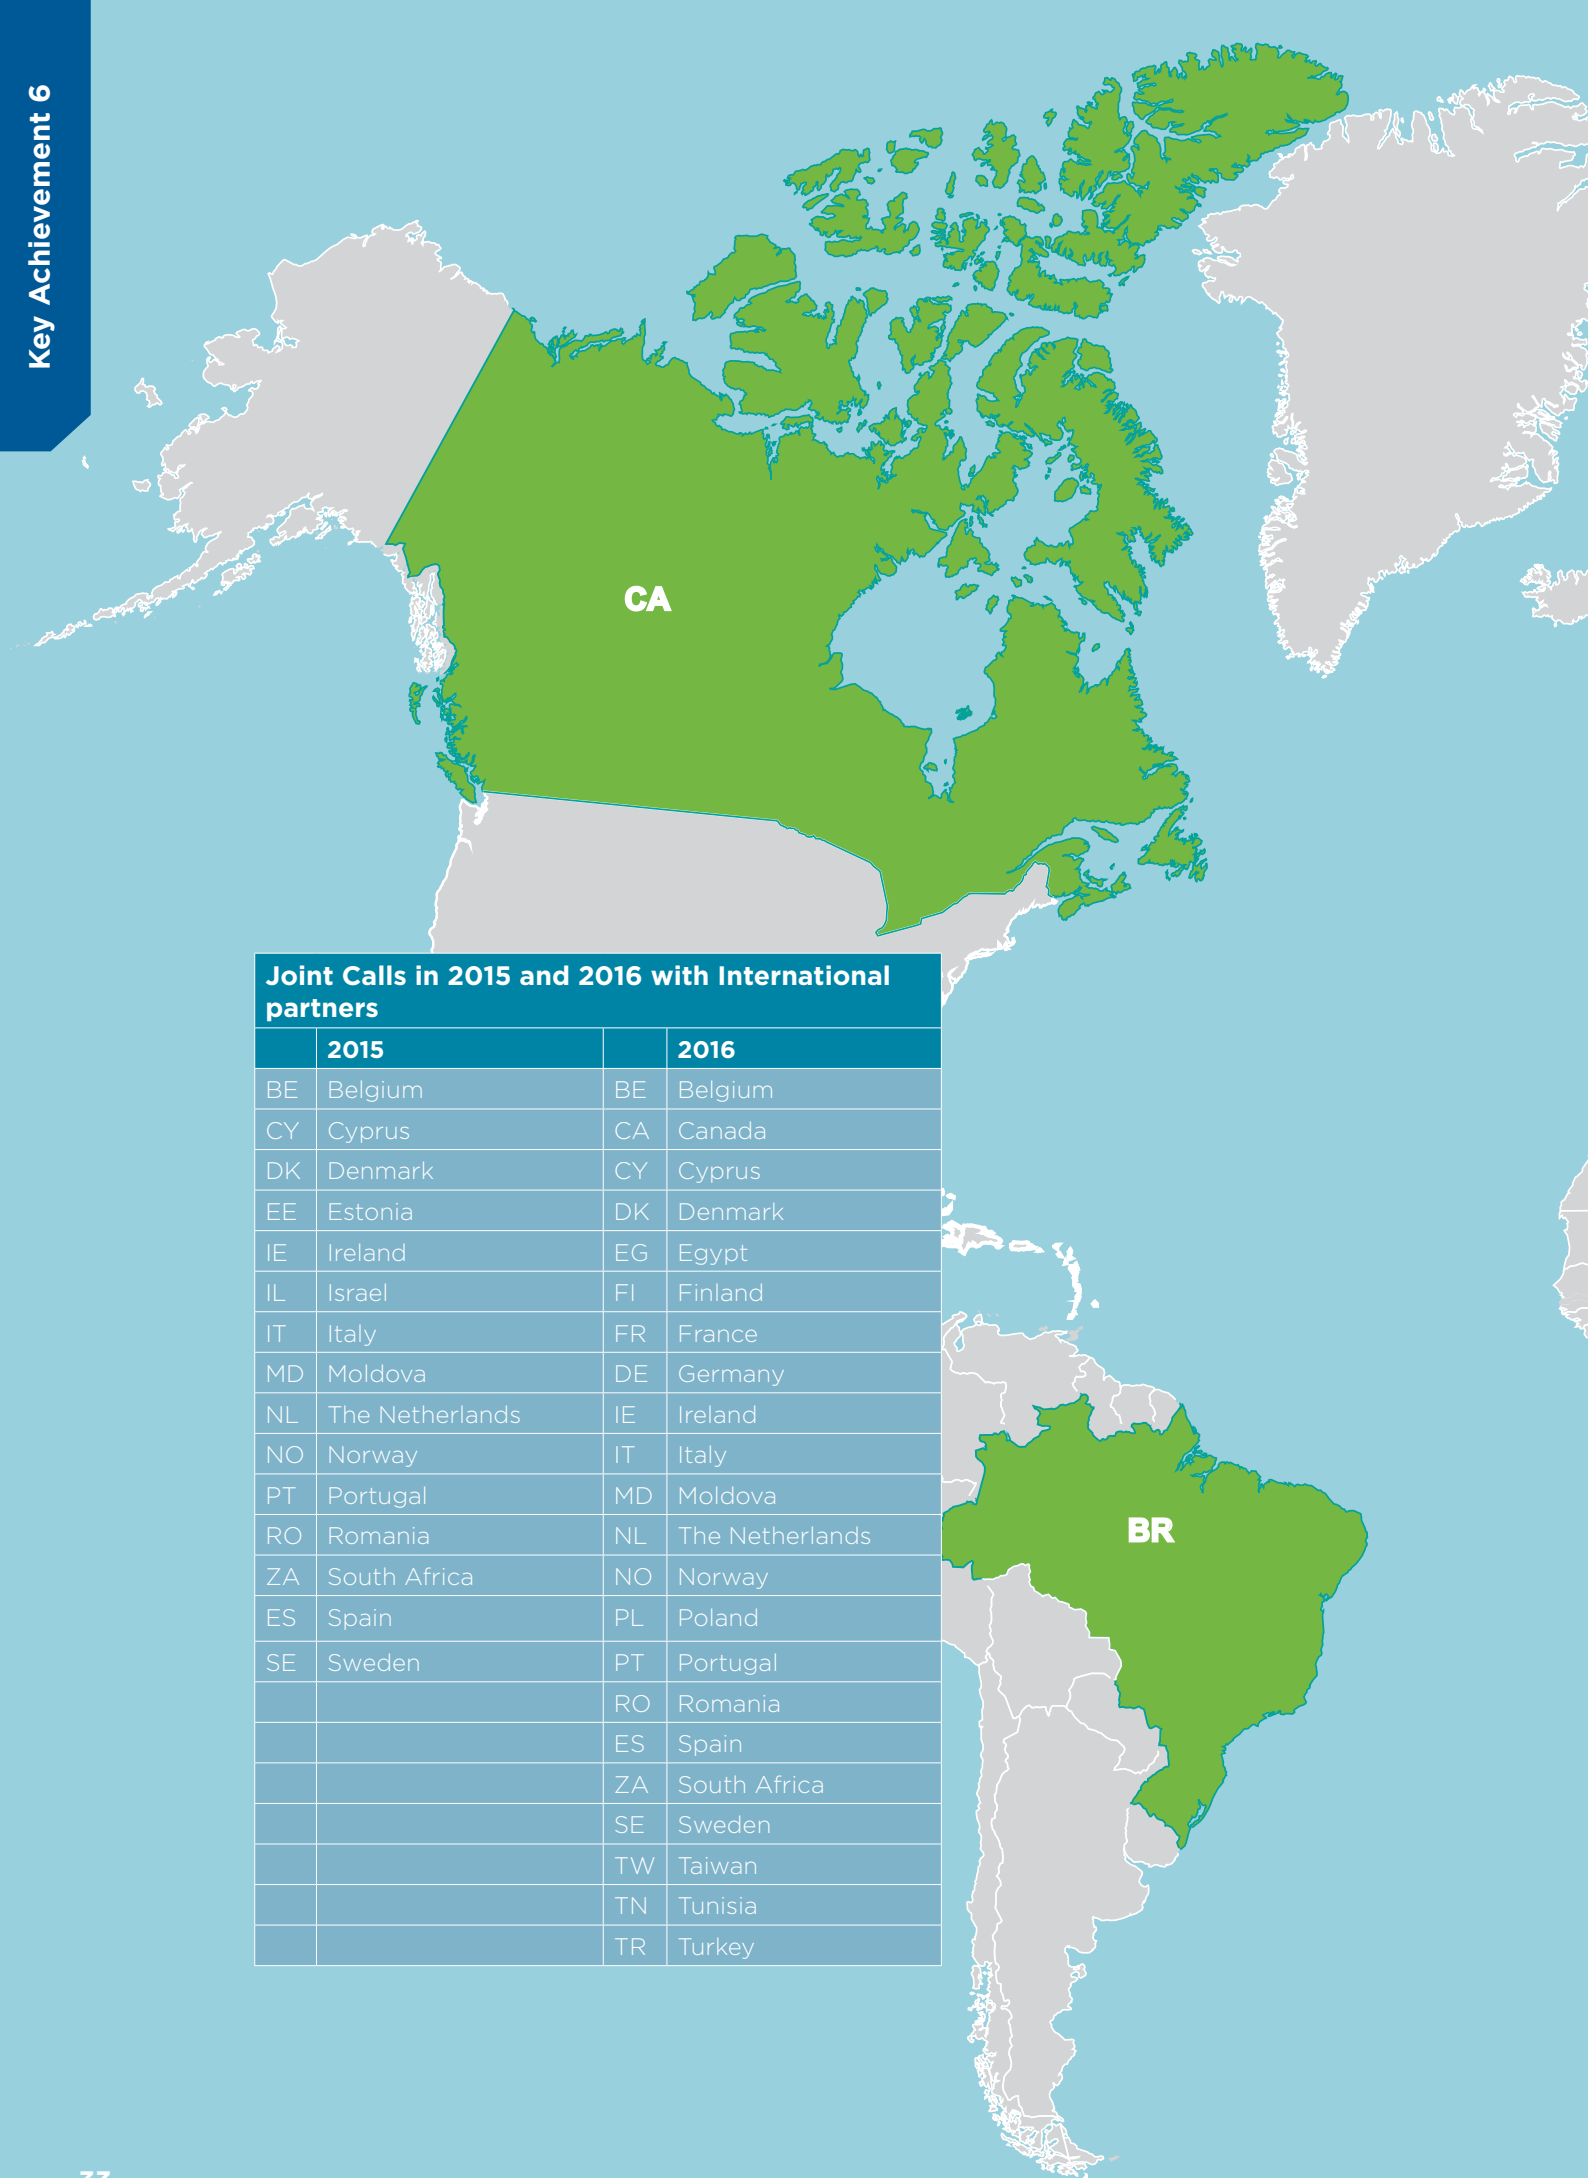 Key Achievement 6
CA
Joint Calls in 2015 and 2016 with International
partners
2015 2016
BE Belgium BE Belgium
CY Cyprus CA Canada
DK Denmark CY Cyprus
EE Estonia DK Denmark
IE Ireland EG Egypt
IL Israel FI Finland
IT Italy FR France
MD Moldova DE Germany
NL The Netherlands IE Ireland
NO Norway IT Italy
PT Portugal MD Moldova
RO Romania NL The Netherlands
BR
ZA South Africa NO Norway
ES Spain PL Poland
SE Sweden PT Portugal
RO Romania
ES Spain
ZA South Africa
SE Sweden
TW Taiwan
TN Tunisia
TR Turkey